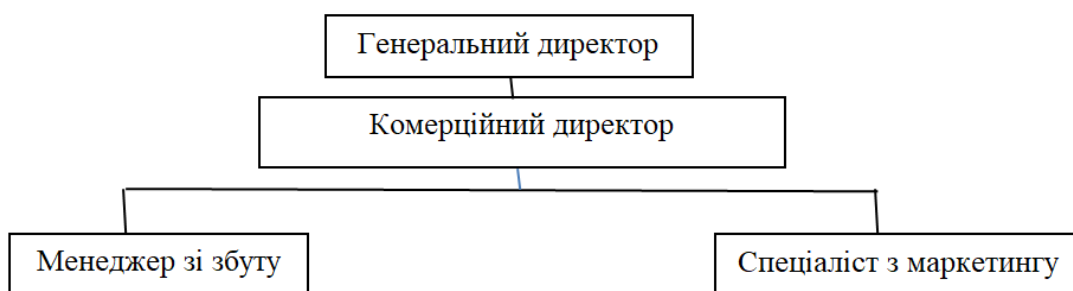 Генеральний директор
Комерційний директор
Менеджер зі збуту
Спеціаліст з маркетингу